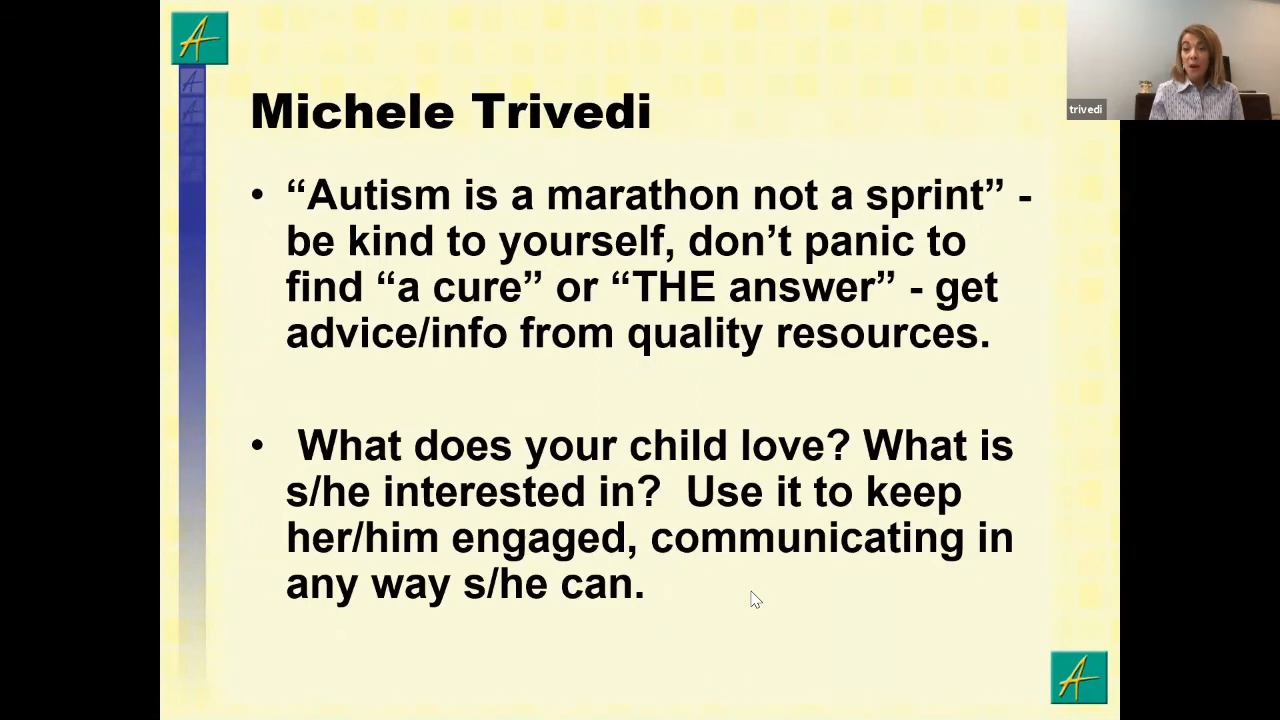 Michele Trivedi
trivedi
• “Autism is a marathon not a sprint” -
be kind to yourself, don’t panic to
find “a cure” or “THE answer” - get
advice/info from quality resources.
• What does your child love? What is
s/he interested in?  Use it to keep
her/him engaged, communicating in
any way s/he can.